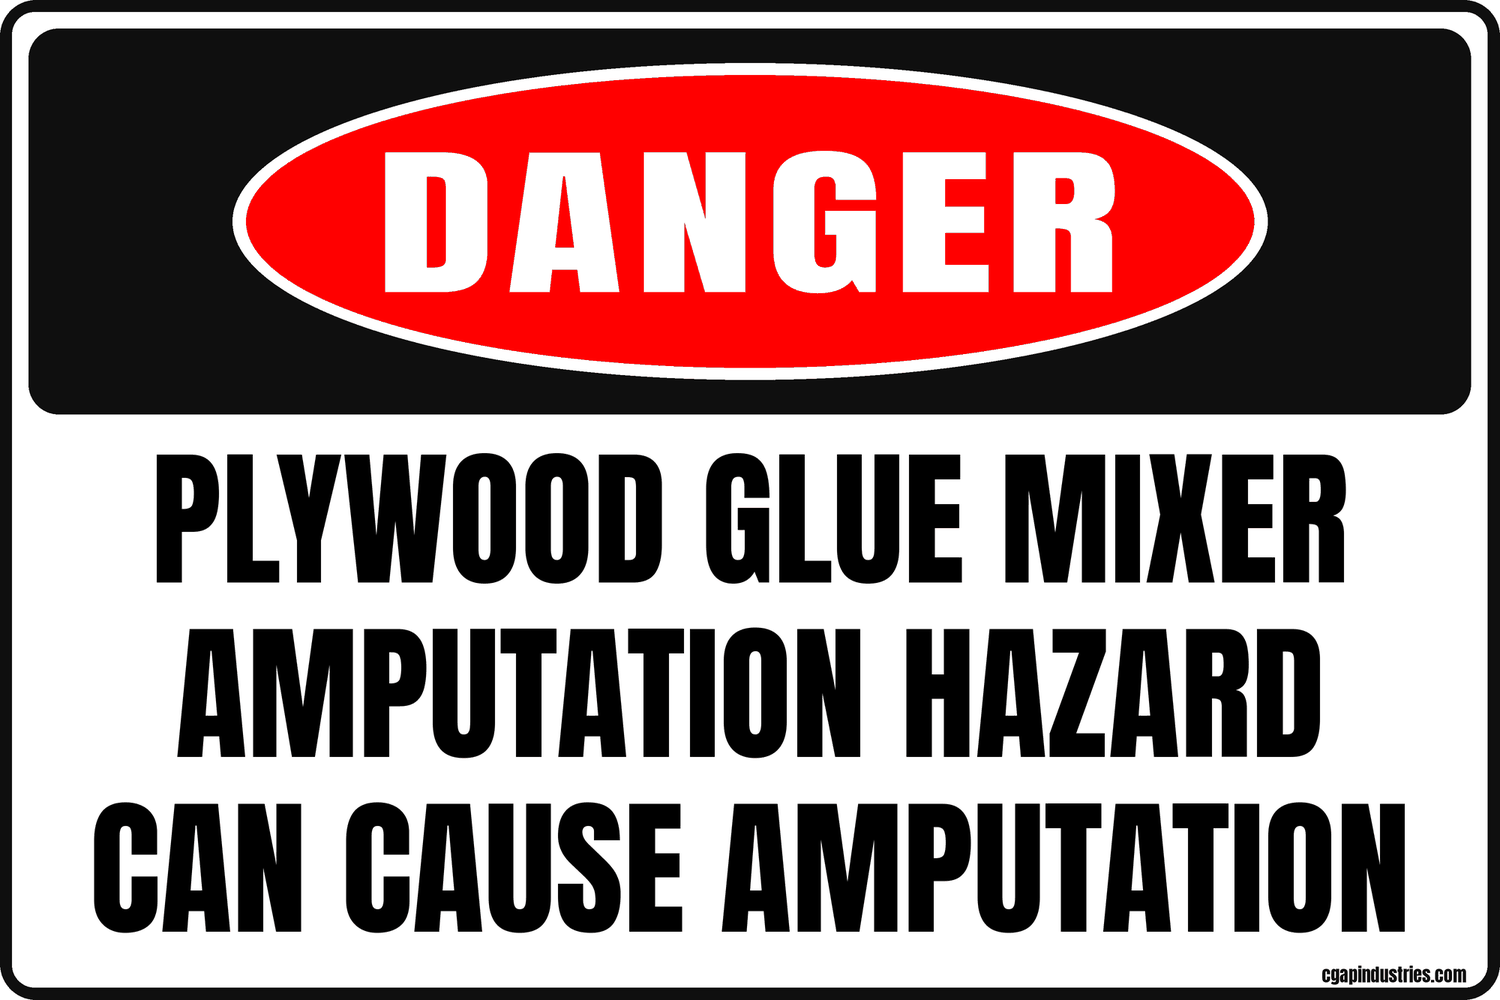 DANGER
PLYWOOD GLUE MIXER
AMPUTATION HAZARD
CAN CAUSE AMPUTATION
cgapindustries.com